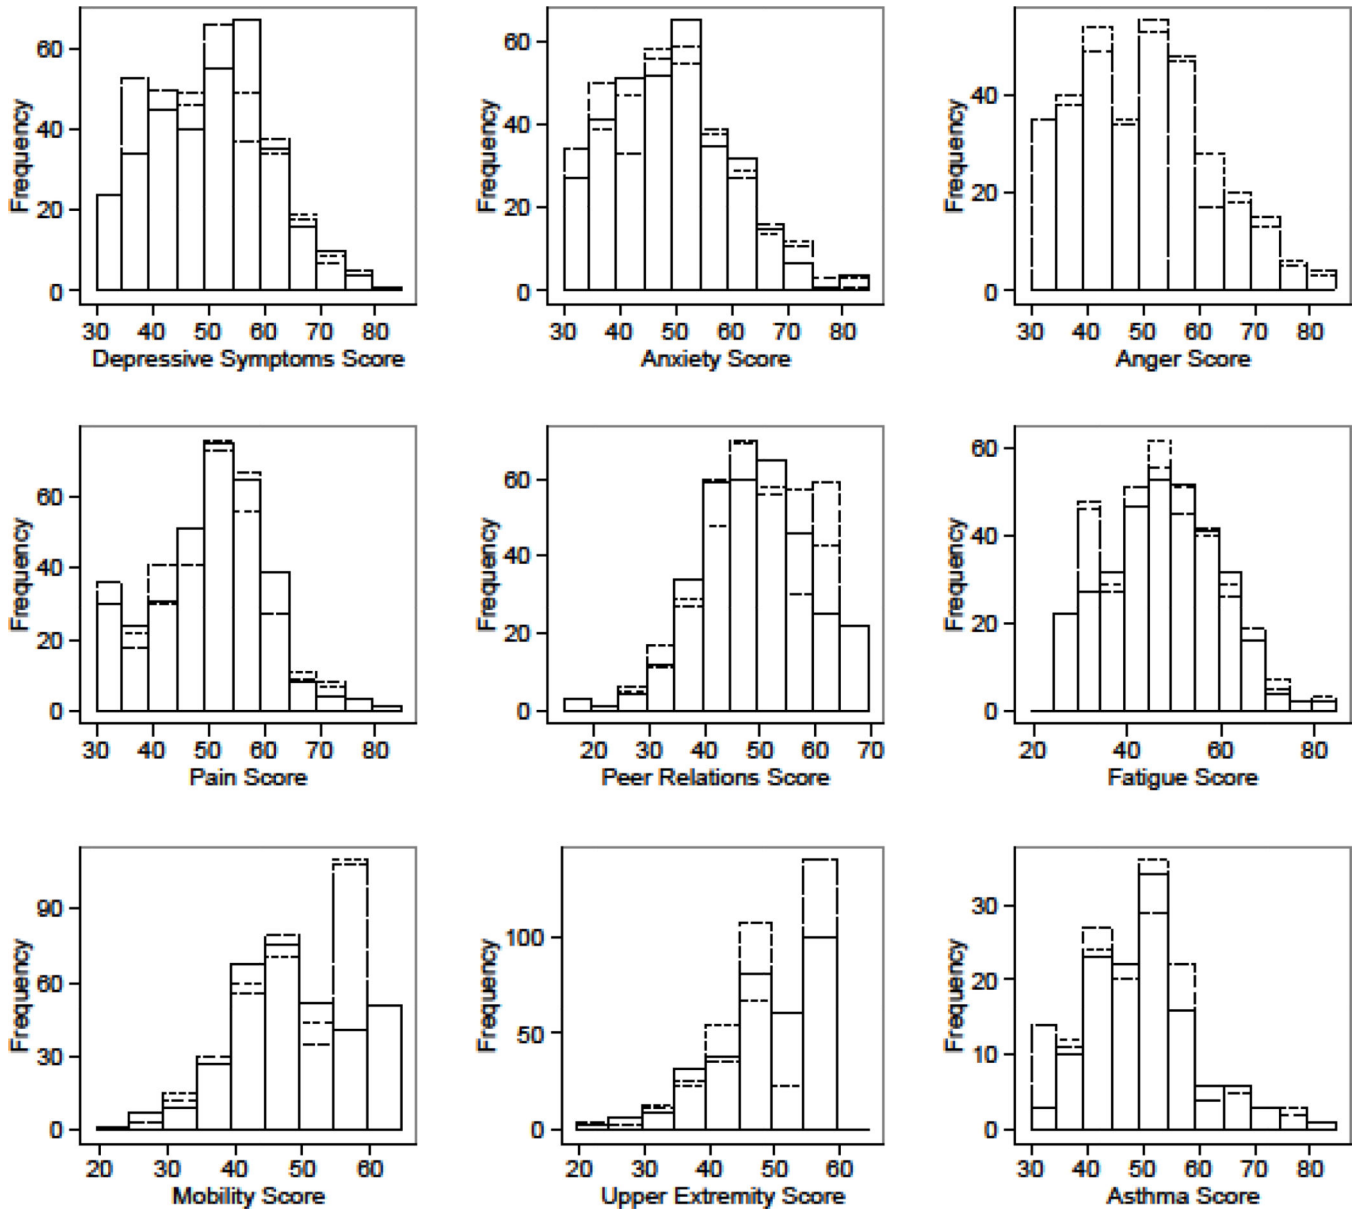 Frequency
60
40
20
0
30 40 50 60 70 80
Depressive Symptoms Score
Frequency
60
40
20
0
30 40 50 60 70 80
Anxiety Score
Frequency
40
20
0
30 40 50 60 70 80
Anger Score
Frequency
60
40
20
0
30 40 50 60 70 80
Pain Score
Frequency
60
40
20
0
20 30 40 50 60 70
Peer Relations Score
Frequency
60
40
20
0
20 40 60 80
Fatigue Score
Frequency
90
60
30
0
20 30 40 50 60
Mobility Score
Frequency
100
50
0
20 30 40 50 60
Upper Extremity Score
Frequency
30
20
10
0
30 40 50 60 70 80
Asthma Score